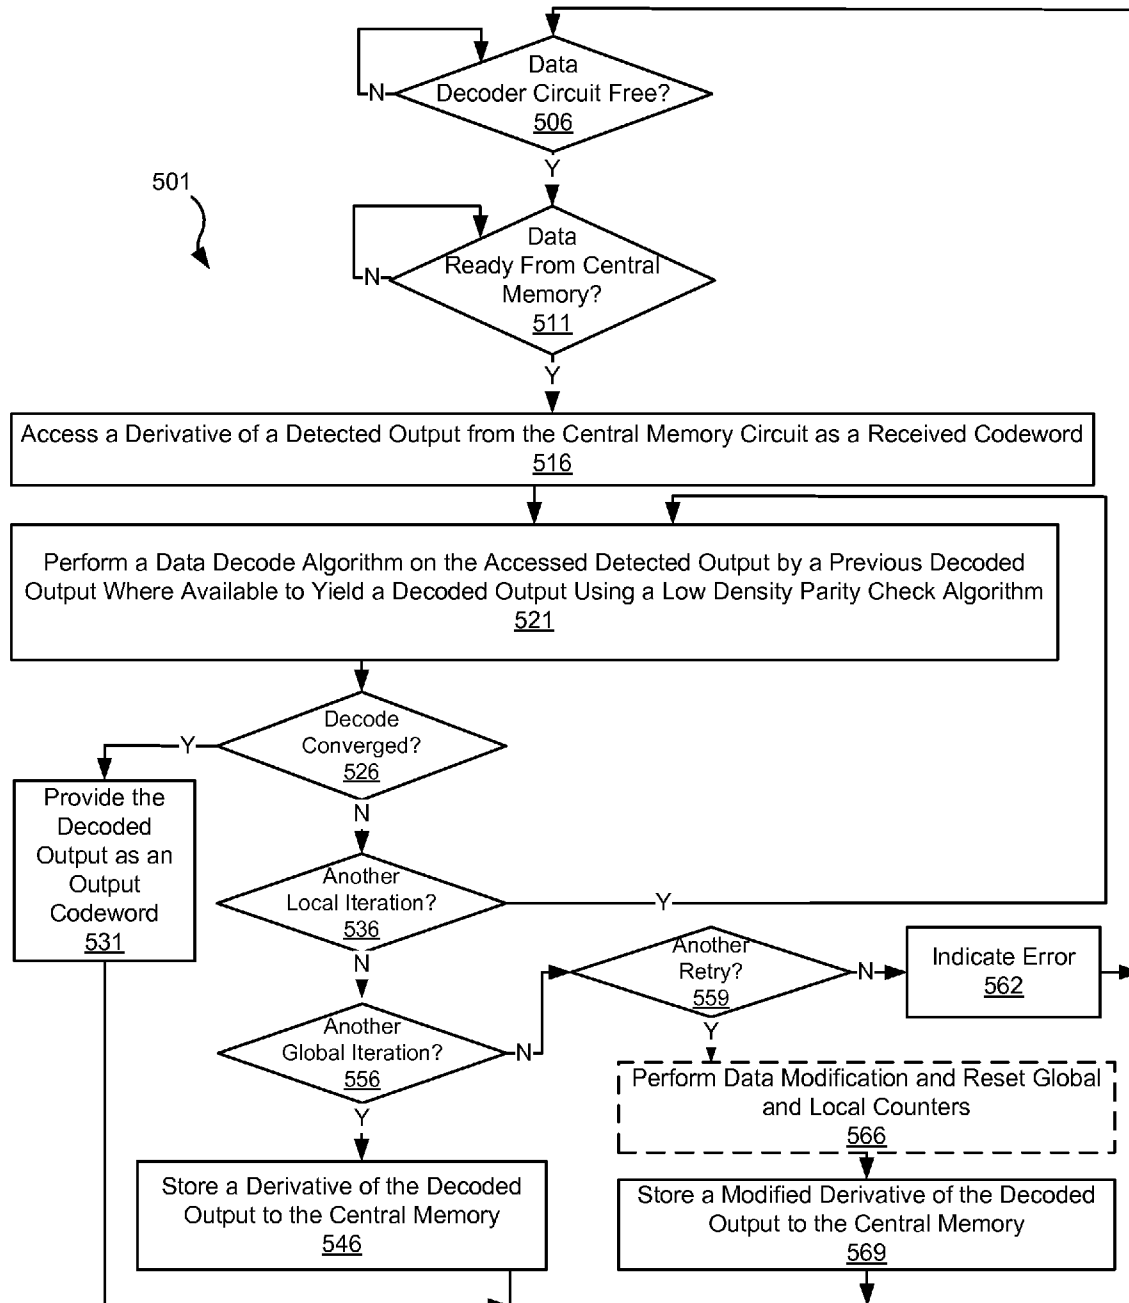 Data
Decoder Circuit Free?
506
N
Y
501
Data
Ready From Central
Memory?
511
N
Y
Access a Derivative of a Detected Output from the Central Memory Circuit as a Received Codeword
516
Perform a Data Decode Algorithm on the Accessed Detected Output by a Previous Decoded
Output Where Available to Yield a Decoded Output Using a Low Density Parity Check Algorithm
521
Decode
Converged?
526
Y
N
Provide the
Decoded
Output as an
Output
Codeword
531
Another
Local Iteration?
536
Y
N
Another
Retry?
559
N
Indicate Error
562
Another
Global Iteration?
556
N
Y
Y
Perform Data Modification and Reset Global
and Local Counters
566
Store a Derivative of the Decoded
Output to the Central Memory
546
Store a Modified Derivative of the Decoded
Output to the Central Memory
569